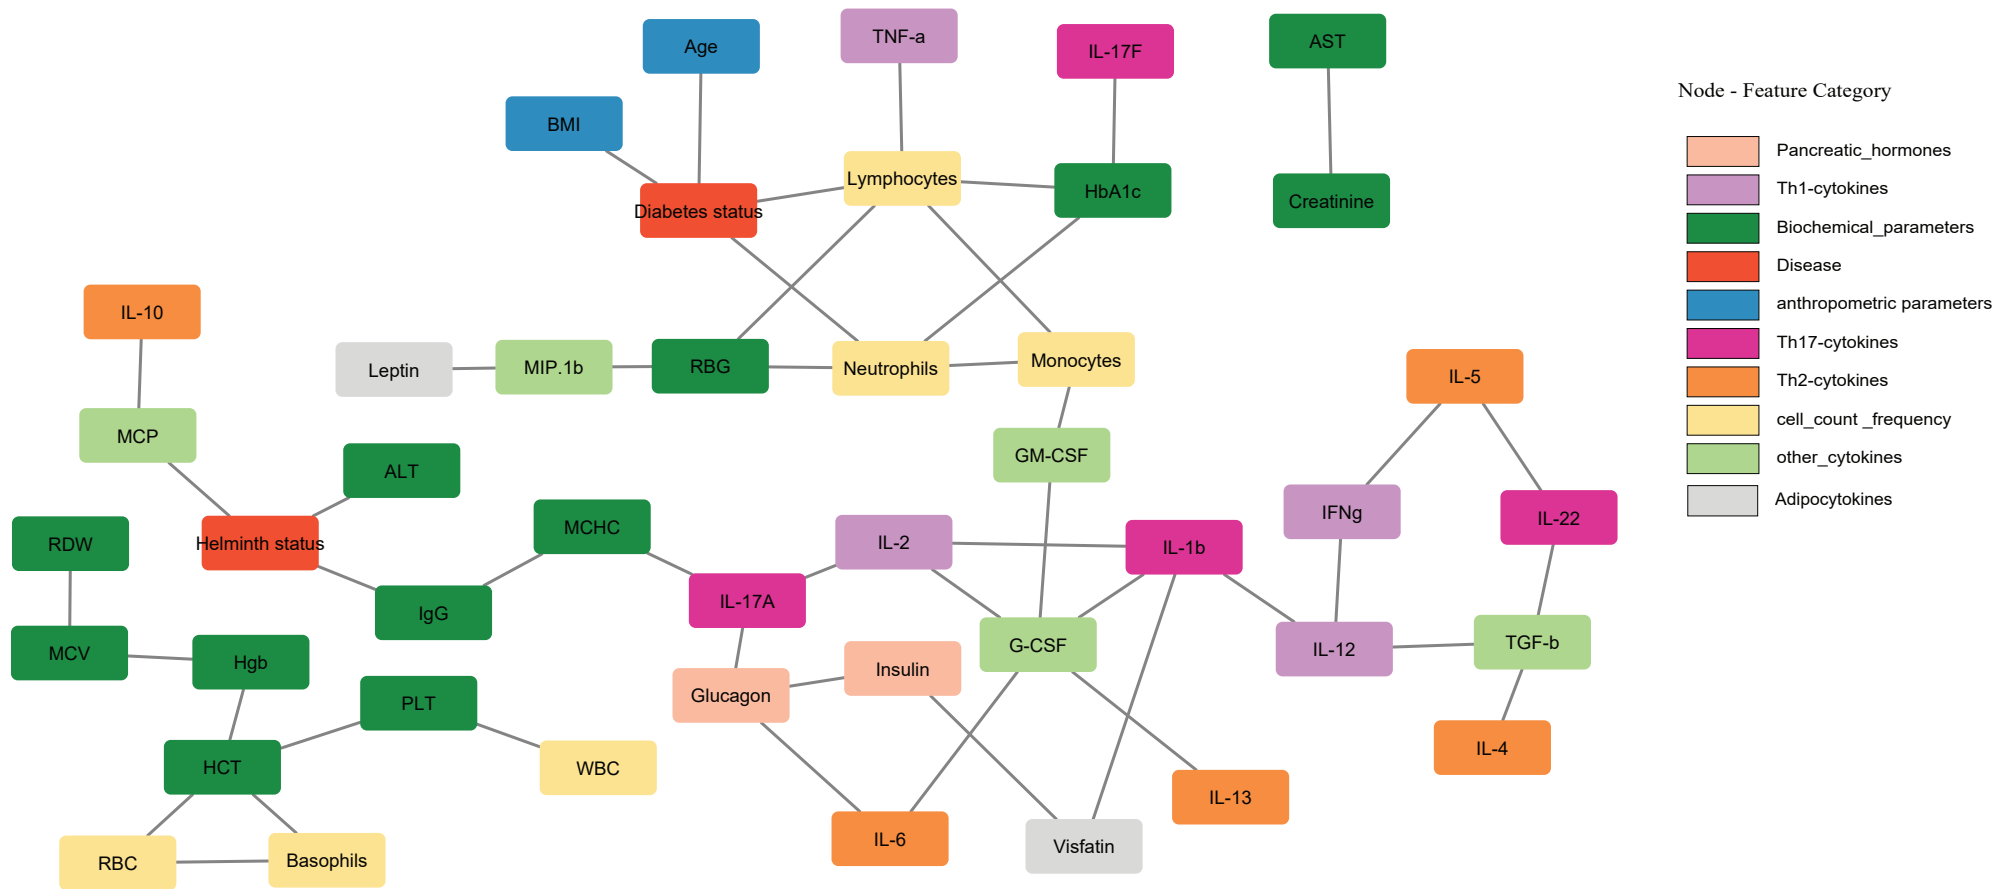 Age
TNF-a
IL-17F
AST
BMI
Node - Feature Category
Pancreatic_hormones
Th1-cytokines
Biochemical_parameters
Disease
anthropometric parameters
Th17-cytokines
Th2-cytokines
cell_count _frequency
other_cytokines
Adipocytokines
Lymphocytes
HbA1c
Creatinine
Diabetes status
IL-10
Leptin
MIP.1b
RBG
Neutrophils
Monocytes
IL-5
MCP
ALT
GM-CSF
IFNg
IL-22
RDW
Helminth status
MCHC
IL-2
IL-1b
IgG
IL-17A
MCV
Hgb
G-CSF
IL-12
TGF-b
PLT
Glucagon
Insulin
HCT
WBC
IL-4
IL-13
RBC
Basophils
IL-6
Visfatin